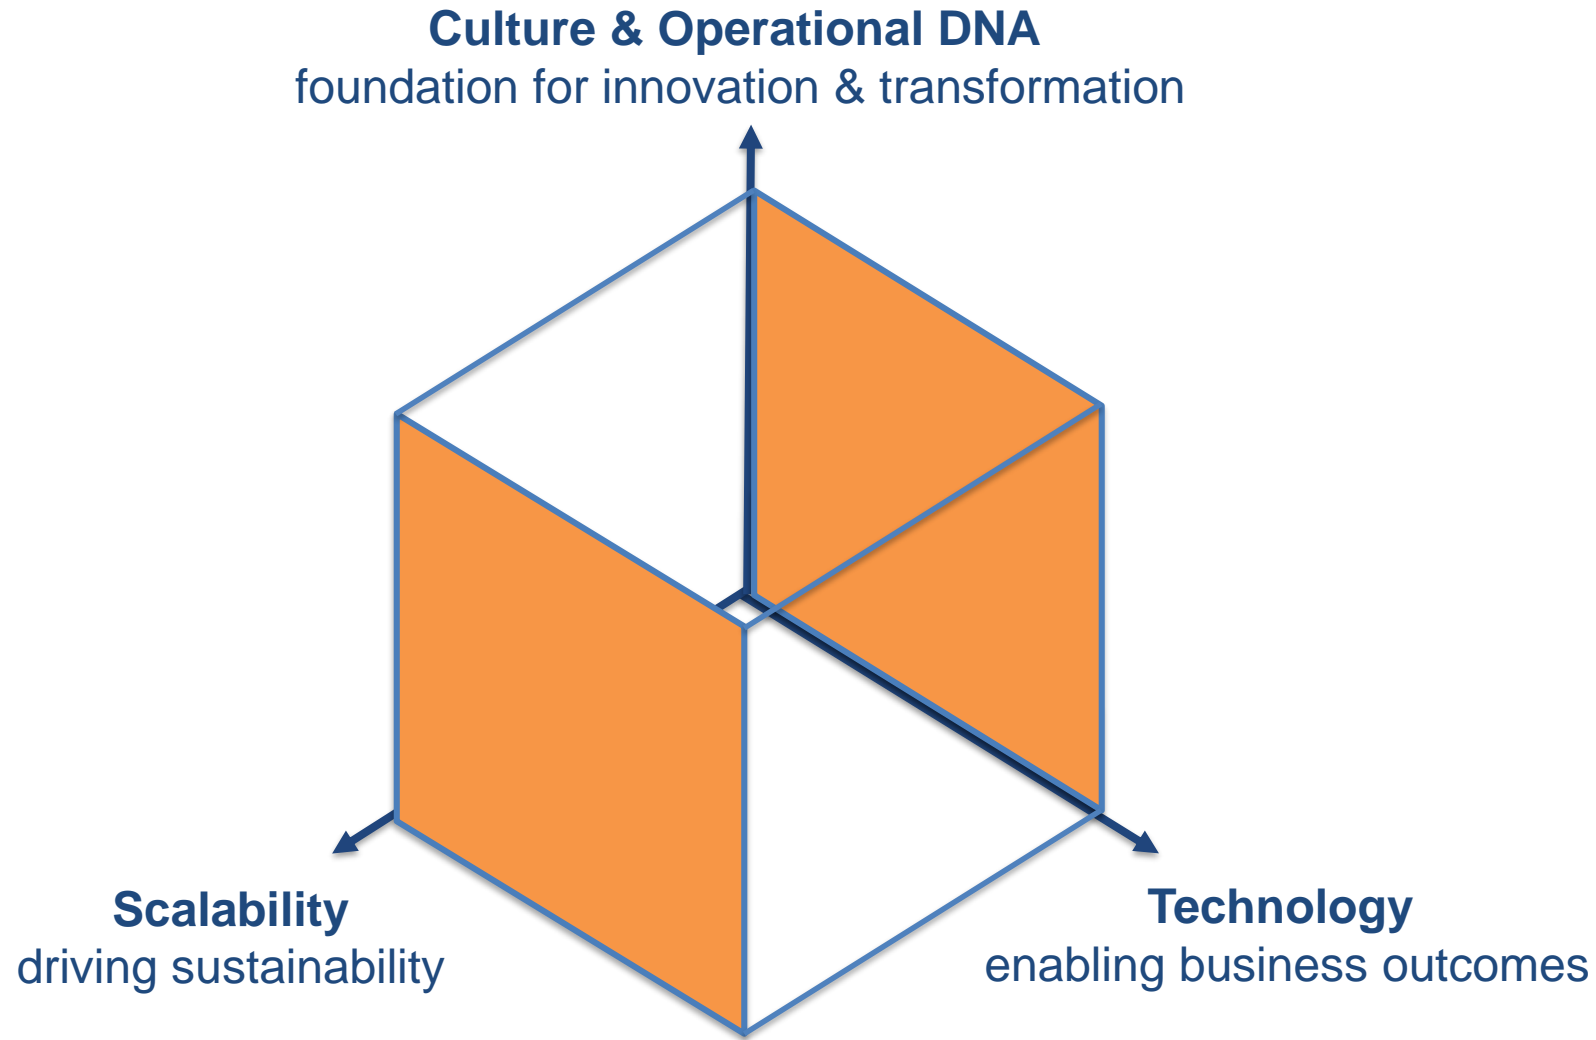 Culture & Operational DNA
foundation for innovation & transformation
Scalability
driving sustainability
Technology
enabling business outcomes